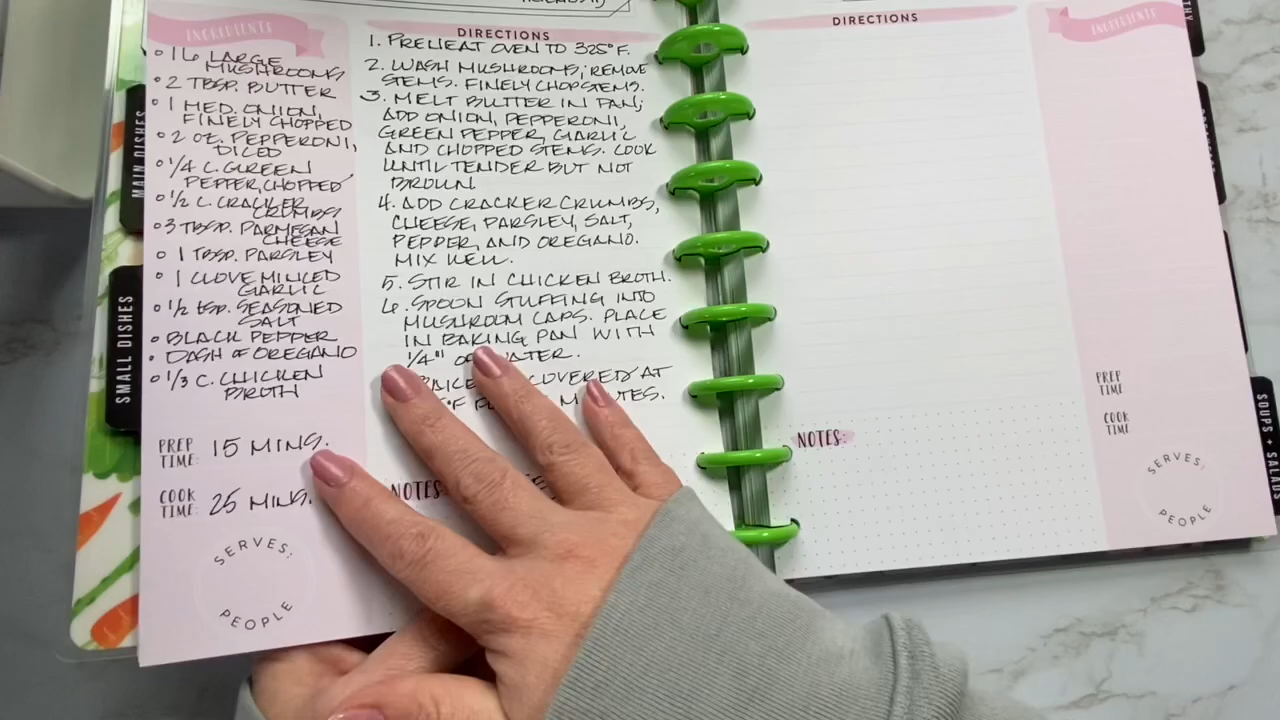 INGREDIENTS
16 LARGE
MUSHROOMS
2 TBSP. BUTTER
1 MED. ONION,
FINELY CHOPPED
2 OZ. PEPPERONI,
DICED
1/4 C. GREEN
PEPPER, CHOPPED
1/2 C. CRACKER
CRUMBS
3 TBSP. PARMESAN
CHEESE
1 TBSP. PARSLEY
1 CLOVE MINCED
GARLIC
1/2 tsp. SEASONED
SALT
BLACK PEPPER
DASH OF OREGANO
1/3 C. CHICKEN
BROTH
PREP
TIME: 15 MINS.
COOK
TIME: 25 MINS.
SERVES:
PEOPLE
DIRECTIONS
1. PREHEAT OVEN TO 325°F.
2. WASH MUSHROOMS; REMOVE
STEMS. FINELY CHOP STEMS.
3. MELT BUTTER IN PAN;
ADD ONION, PEPPERONI,
GREEN PEPPER, GARLIC
AND CHOPPED STEMS. COOK
UNTIL TENDER BUT NOT
BROWN.
4. ADD CRACKER CRUMBS,
CHEESE, PARSLEY, SALT,
PEPPER, AND OREGANO.
MIX WELL.
5. STIR IN CHICKEN BROTH.
6. SPOON STUFFING INTO
MUSHROOM CAPS. PLACE
IN BAKING PAN WITH
1/4" OF WATER.
AT
NOTES
MAIN DISHES
SMALL DISHES
DIRECTIONS
NOTES:
INGREDIENTS
PREP
TIME
COOK
TIME
SERVES:
PEOPLE
SOUPS + SALADS